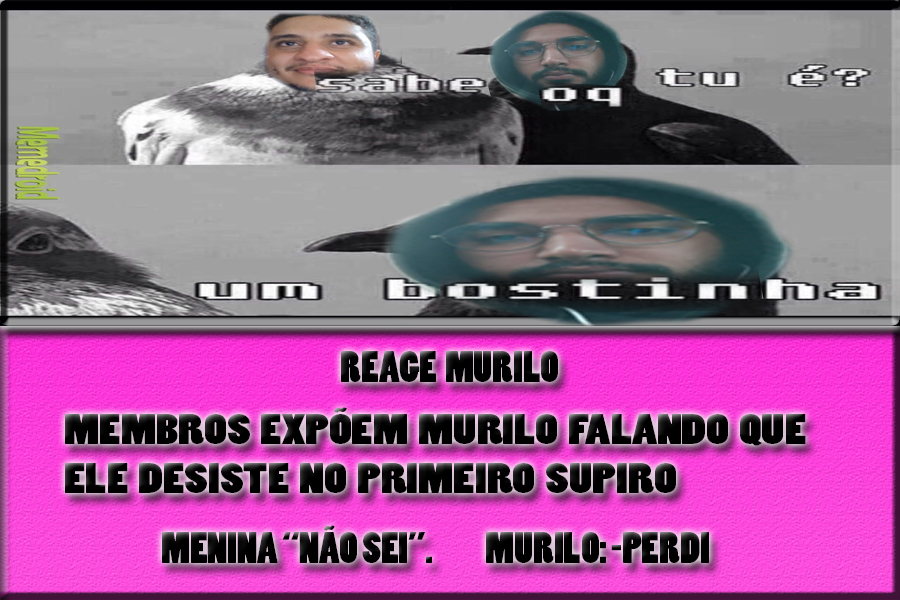 sabe oq tu é?
Memedroid
um bostinha
REAGE MURILO
MEMBROS EXPÕEM MURILO FALANDO QUE
ELE DESISTE NO PRIMEIRO SUPIRO
MENINA “NÃO SEI”. MURILO: -PERDI